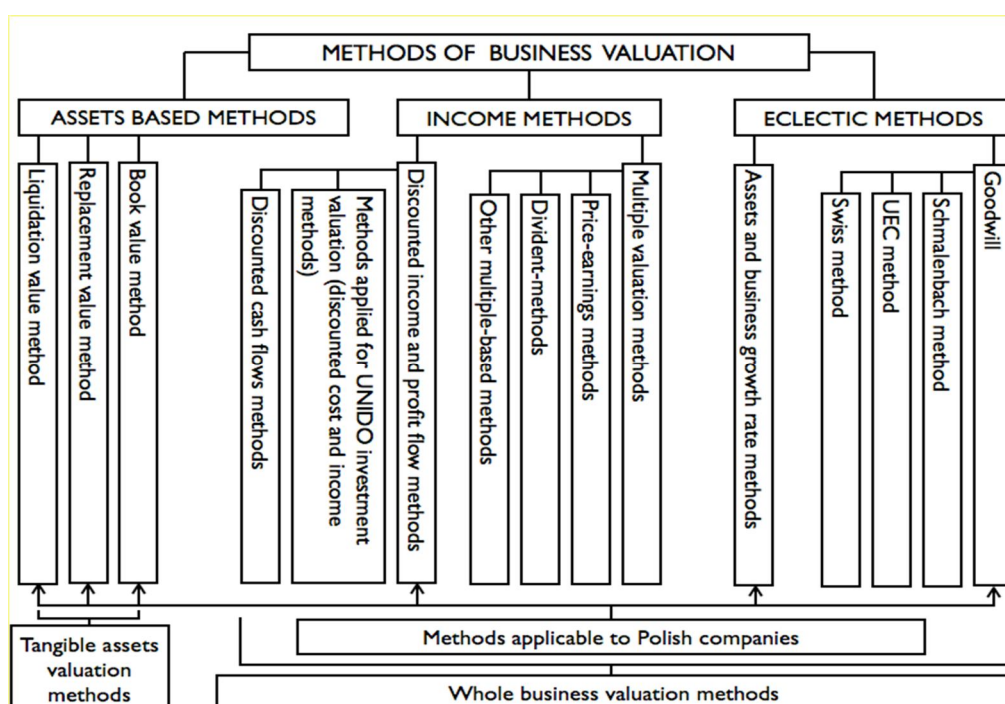 METHODS OF BUSINESS VALUATION
ASSETS BASED METHODS
INCOME METHODS
ECLECTIC METHODS
Liquidation value method
Replacement value method
Book value method
Discounted cash flows methods
Methods applied for UNIDO investment
valuation (discounted cost and income
methods)
Discounted income and profit flow methods
Other multiple-based methods
Divident-methods
Price-earnings methods
Multiple valuation methods
Assets and business growth rate methods
Swiss method
UEC method
Schmalenbach method
Goodwill
Tangible assets
valuation
methods
Methods applicable to Polish companies
Whole business valuation methods